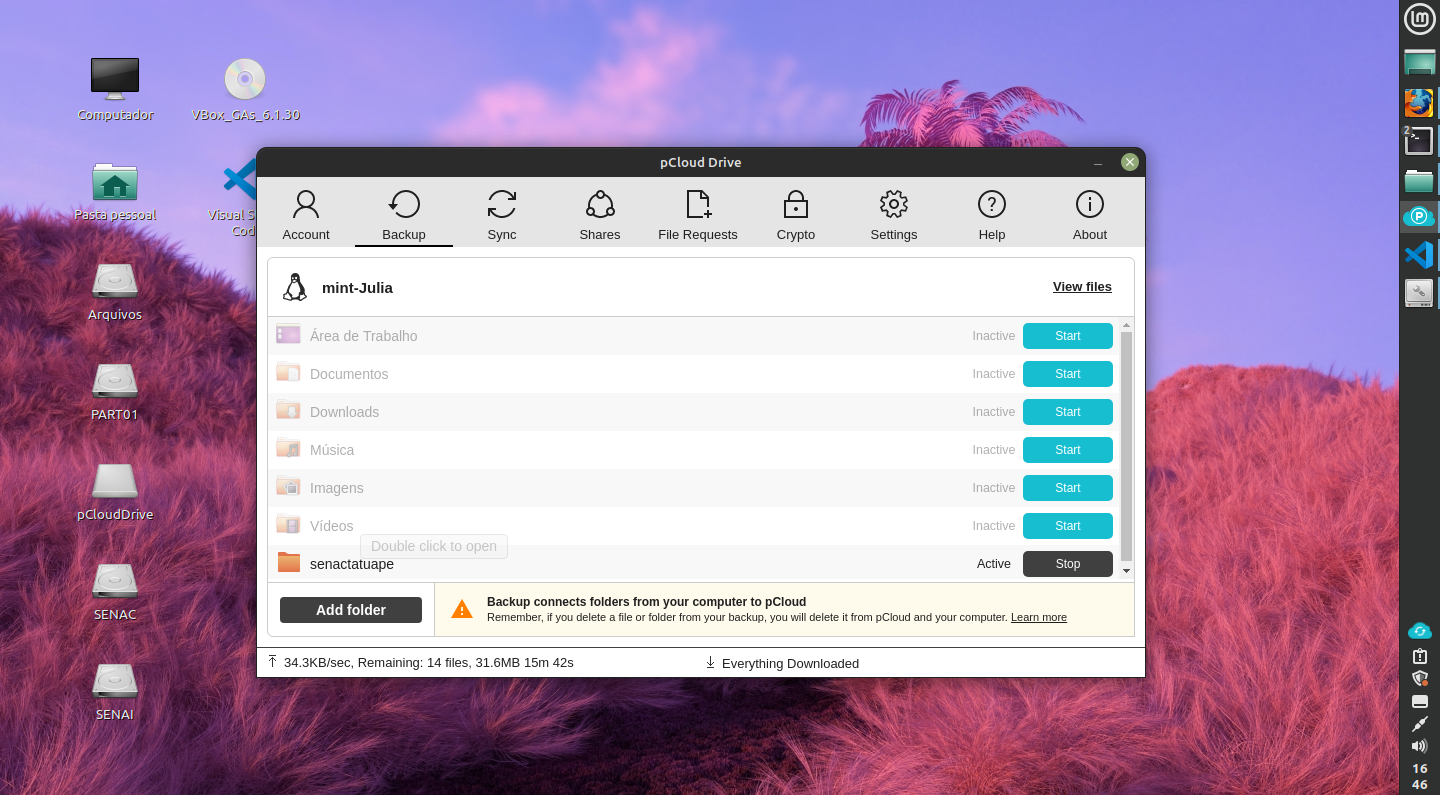 Computador
VBox_GAs_6.1.30
Pasta pessoal
Visual S
Cod
Arquivos
PART01
pCloudDrive
SENAC
SENAI
pCloud Drive
Account
Backup
Sync
Shares
File Requests
Crypto
Settings
Help
About
mint-Julia
View files
Área de Trabalho Inactive Start
Documentos Inactive Start
Downloads Inactive Start
Música Inactive Start
Imagens Inactive Start
Vídeos Inactive Start
Double click to open
senactatuape Active Stop
Add folder
Backup connects folders from your computer to pCloud
Remember, if you delete a file or folder from your backup, you will delete it from pCloud and your computer. Learn more
34.3KB/sec, Remaining: 14 files, 31.6MB 15m 42s
Everything Downloaded
2
16
46